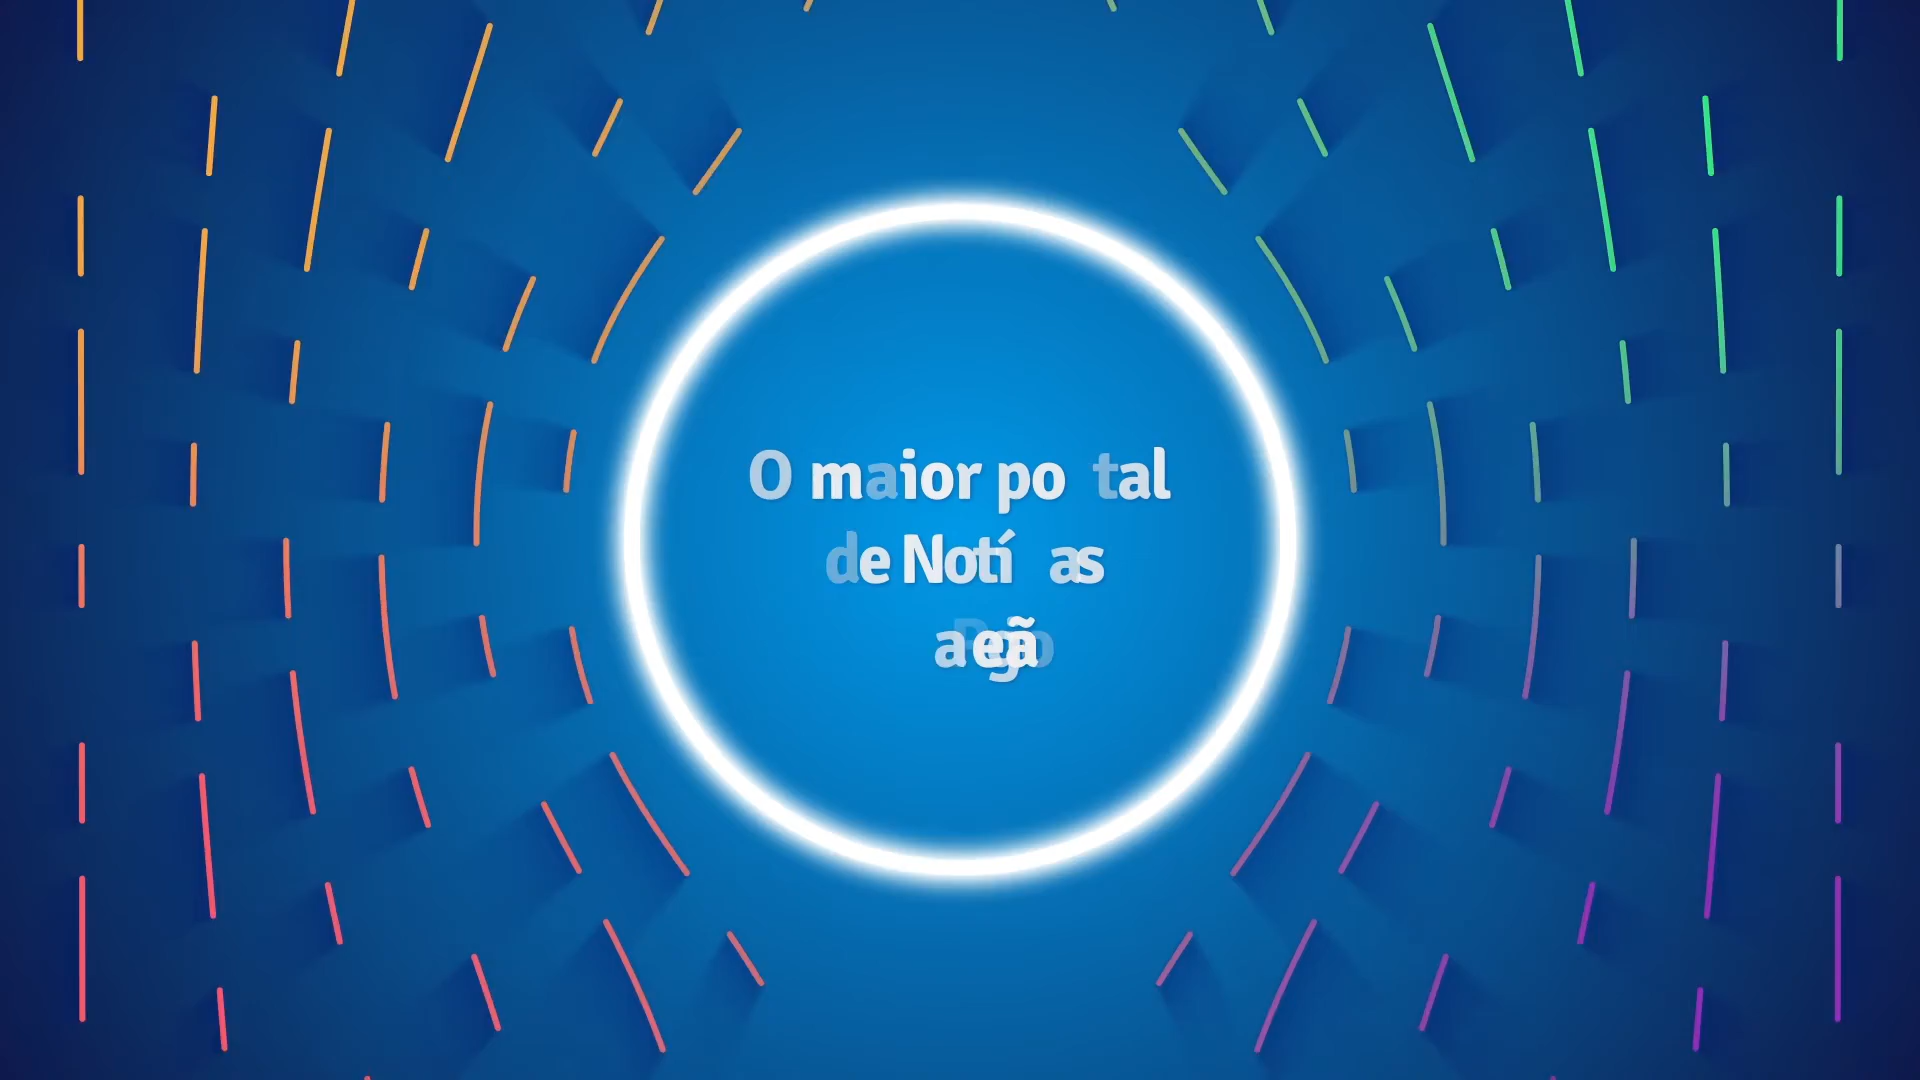 O maior po tal
de Notí as